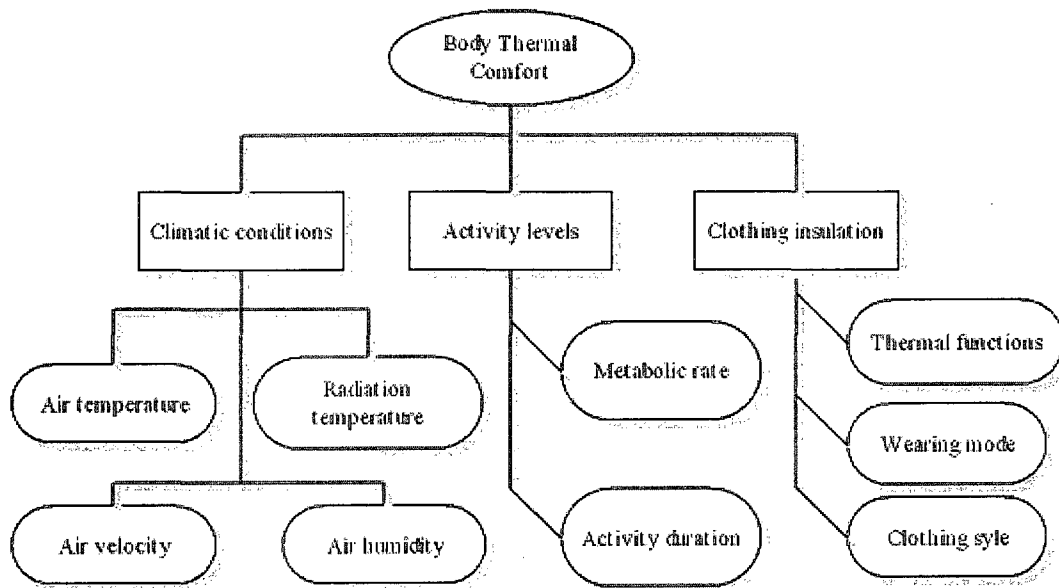 Body Thermal
Comfort
Climatic conditions
Activity levels
Clothing insulation
Air temperature
Radiation
temperature
Metabolic rate
Thermal functions
Wearing mode
Air velocity
Air humidity
Activity duration
Clothing syle